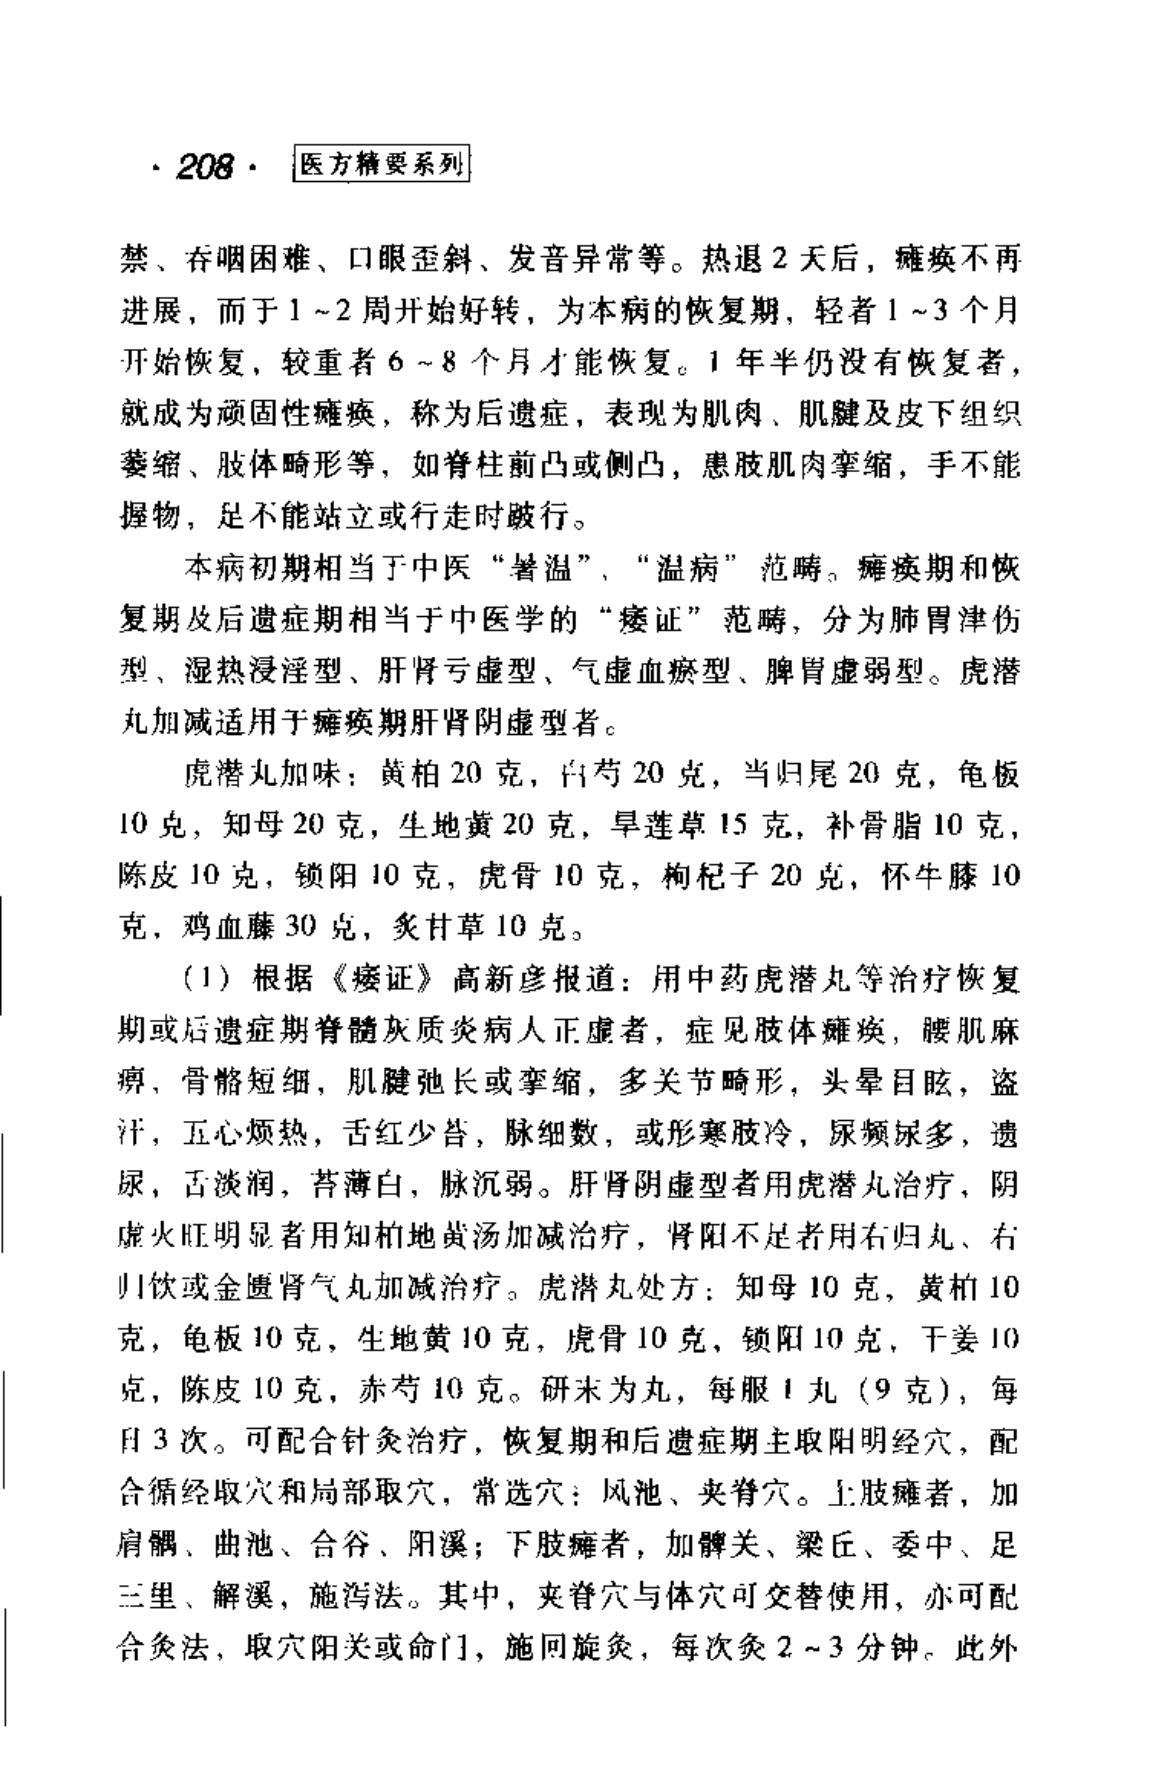 · 208 · 医方精要系列
禁、吞咽困难、口眼歪斜、发音异常等。热退 2 天后，瘫痪不再
进展，而于 1～2 周开始好转，为本病的恢复期，轻者 1～3 个月
开始恢复，较重者 6～8 个月才能恢复。1 年半仍没有恢复者，
就成为顽固性瘫痪，称为后遗症，表现为肌肉、肌腱及皮下组织
萎缩、肢体畸形等，如脊柱前凸或侧凸，患肢肌肉挛缩，手不能
握物，足不能站立或行走时跛行。
本病初期相当于中医“暑温”、“温病”范畴。瘫痪期和恢
复期及后遗症期相当于中医学的“痿证”范畴，分为肺胃津伤
型、湿热浸淫型、肝肾亏虚型、气虚血瘀型、脾胃虚弱型。虎潜
丸加减适用于瘫痪期肝肾阴虚型者。
虎潜丸加味：黄柏 20 克，白芍 20 克，当归尾 20 克，龟板
10 克，知母 20 克，生地黄 20 克，旱莲草 15 克，补骨脂 10 克，
陈皮 10 克，锁阳 10 克，虎骨 10 克，枸杞子 20 克，怀牛膝 10
克，鸡血藤 30 克，炙甘草 10 克。
（1）根据《痿证》高新彦报道：用中药虎潜丸等治疗恢复
期或后遗症期脊髓灰质炎病人正虚者，症见肢体瘫痪，腰肌麻
痹，骨骼短细，肌腱弛长或挛缩，多关节畸形，头晕目眩，盗
汗，五心烦热，舌红少苔，脉细数，或形寒肢冷，尿频尿多，遗
尿，舌淡润，苔薄白，脉沉弱。肝肾阴虚型者用虎潜丸治疗，阴
虚火旺明显者用知柏地黄汤加减治疗，肾阳不足者用右归丸、右
归饮或金匮肾气丸加减治疗。虎潜丸处方：知母 10 克，黄柏 10
克，龟板 10 克，生地黄 10 克，虎骨 10 克，锁阳 10 克，干姜 10
克，陈皮 10 克，赤芍 10 克。研末为丸，每服 1 丸（9 克），每
日 3 次。可配合针灸治疗，恢复期和后遗症期主取阳明经穴，配
合循经取穴和局部取穴，常选穴：风池、夹脊穴。上肢瘫者，加
肩髃、曲池、合谷、阳溪；下肢瘫者，加髀关、梁丘、委中、足
三里、解溪，施泻法。其中，夹脊穴与体穴可交替使用，亦可配
合灸法，取穴阳关或命门，施回旋灸，每次灸 2～3 分钟。此外